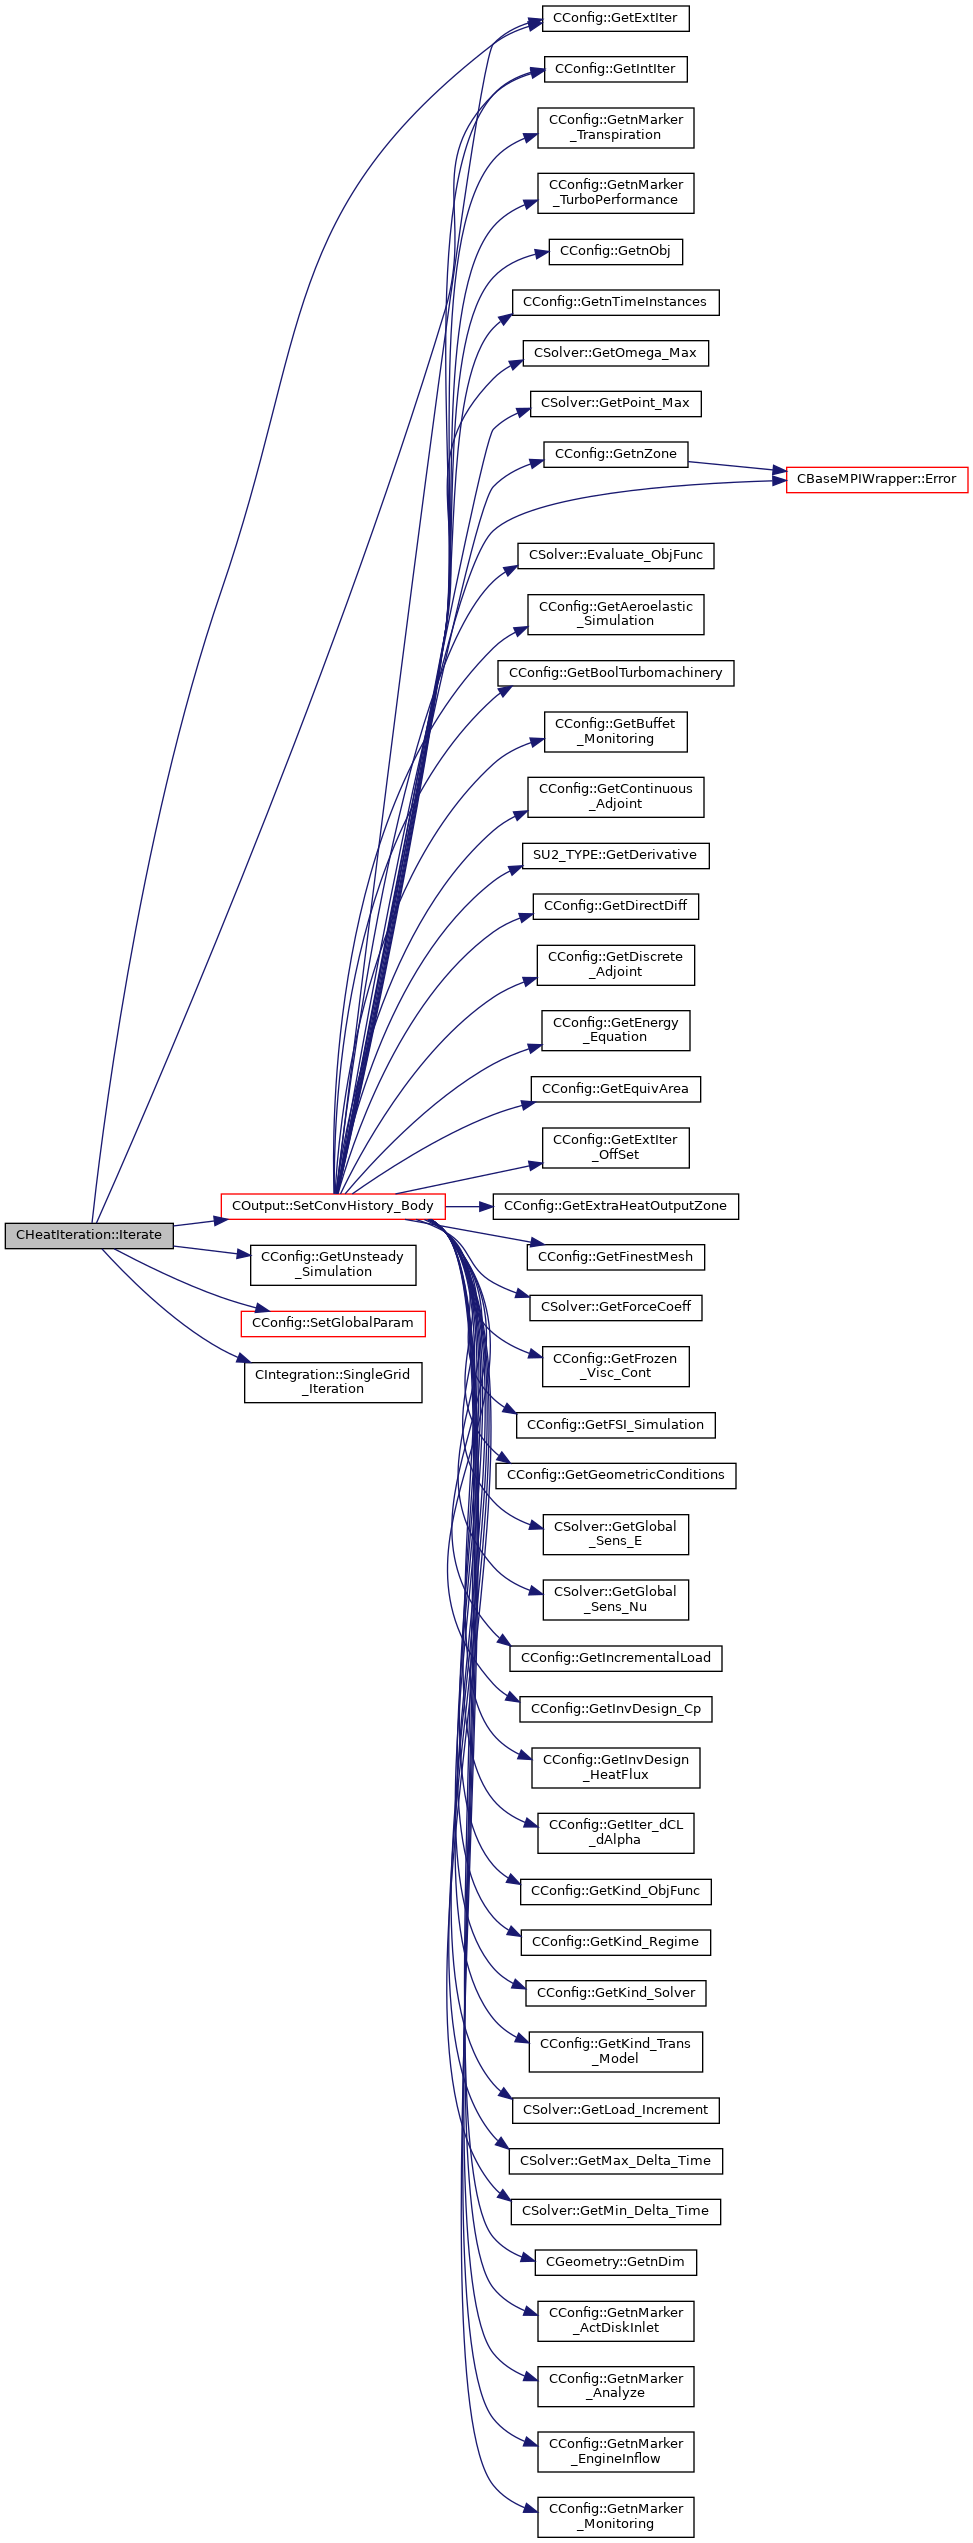 CConfig::GetExtIter
CConfig::GetIntIter
CConfig::GetnMarker
_Transpiration
CConfig::GetnMarker
_TurboPerformance
CConfig::GetnObj
CConfig::GetnTimeInstances
CSolver::GetOmega_Max
CSolver::GetPoint_Max
CConfig::GetnZone
CBaseMPIWrapper::Error
CSolver::Evaluate_ObjFunc
CConfig::GetAeroelastic
_Simulation
CConfig::GetBoolTurbomachinery
CConfig::GetBuffet
_Monitoring
CConfig::GetContinuous
_Adjoint
SU2_TYPE::GetDerivative
CConfig::GetDirectDiff
CConfig::GetDiscrete
_Adjoint
CConfig::GetEnergy
_Equation
CConfig::GetEquivArea
CConfig::GetExtIter
_OffSet
COutput::SetConvHistory_Body
CConfig::GetExtraHeatOutputZone
CHeatIteration::Iterate
CConfig::GetUnsteady
_Simulation
CConfig::GetFinestMesh
CSolver::GetForceCoeff
CConfig::SetGlobalParam
CConfig::GetFrozen
_Visc_Cont
CIntegration::SingleGrid
_Iteration
CConfig::GetFSI_Simulation
CConfig::GetGeometricConditions
CSolver::GetGlobal
_Sens_E
CSolver::GetGlobal
_Sens_Nu
CConfig::GetIncrementalLoad
CConfig::GetInvDesign_Cp
CConfig::GetInvDesign
_HeatFlux
CConfig::GetIter_dCL
_dAlpha
CConfig::GetKind_ObjFunc
CConfig::GetKind_Regime
CConfig::GetKind_Solver
CConfig::GetKind_Trans
_Model
CSolver::GetLoad_Increment
CSolver::GetMax_Delta_Time
CSolver::GetMin_Delta_Time
CGeometry::GetnDim
CConfig::GetnMarker
_ActDiskInlet
CConfig::GetnMarker
_Analyze
CConfig::GetnMarker
_EngineInflow
CConfig::GetnMarker
_Monitoring